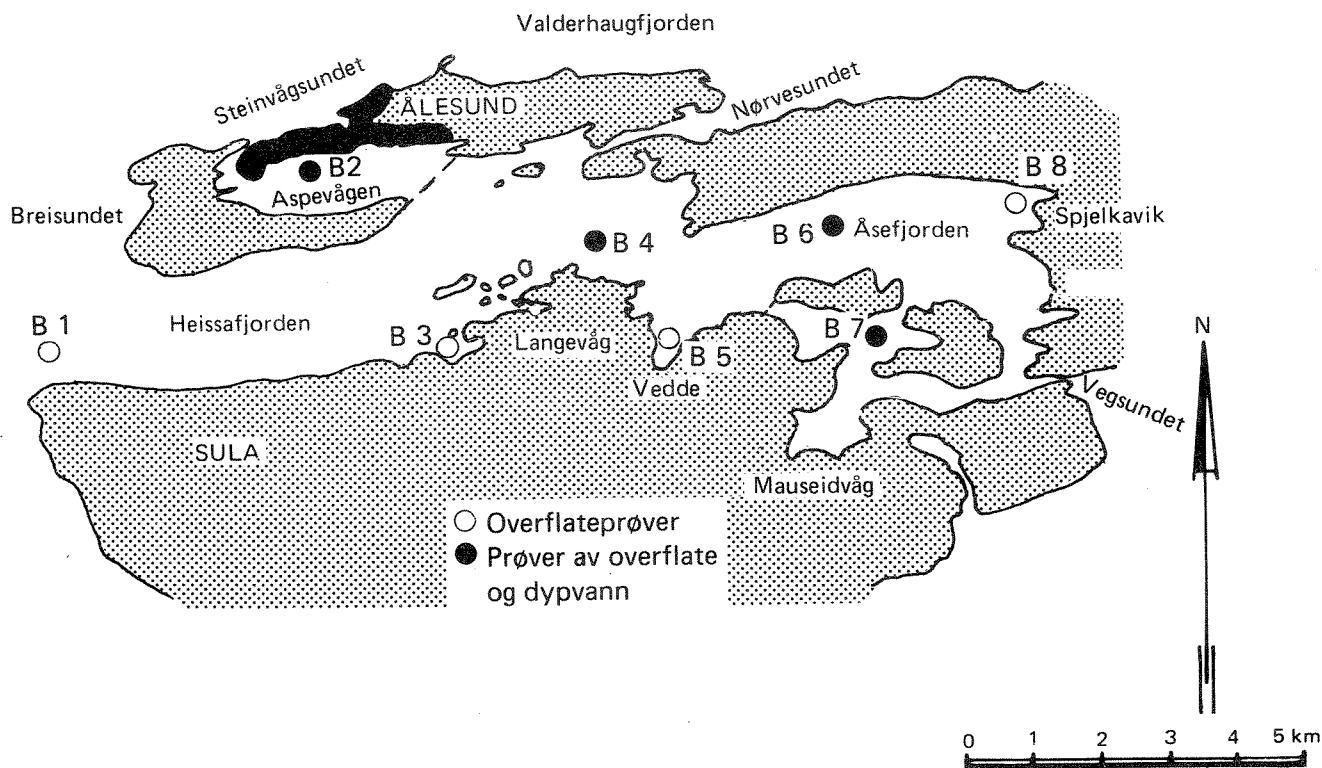 Valderhaugfjorden
Steinvågsundet
ÅLESUND
Nørvesundet
B2
Aspevågen
B 8
Breisundet
Spjelkavik
B 4
B 6
Åsefjorden
B 1
Heissafjorden
B 3
Langevåg
B 5
B 7
N
Vedde
Vegsundet
SULA
Mauseidvåg
Overflateprøver
Prøver av overflate
og dypvann
0 1 2 3 4 5 km